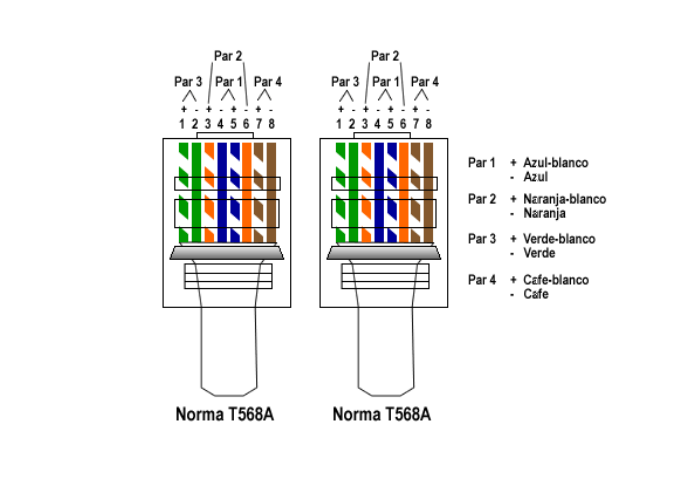 Par 2
Par 3 Par 1 Par 4
+ - + - + - + -
1 2 3 4 5 6 7 8
Norma T568A
Par 2
Par 3 Par 1 Par 4
+ - + - + - + -
1 2 3 4 5 6 7 8
Norma T568A
Par 1 + Azul-blanco
- Azul
Par 2 + Naranja-blanco
- Naranja
Par 3 + Verde-blanco
- Verde
Par 4 + Cafe-blanco
- Cafe